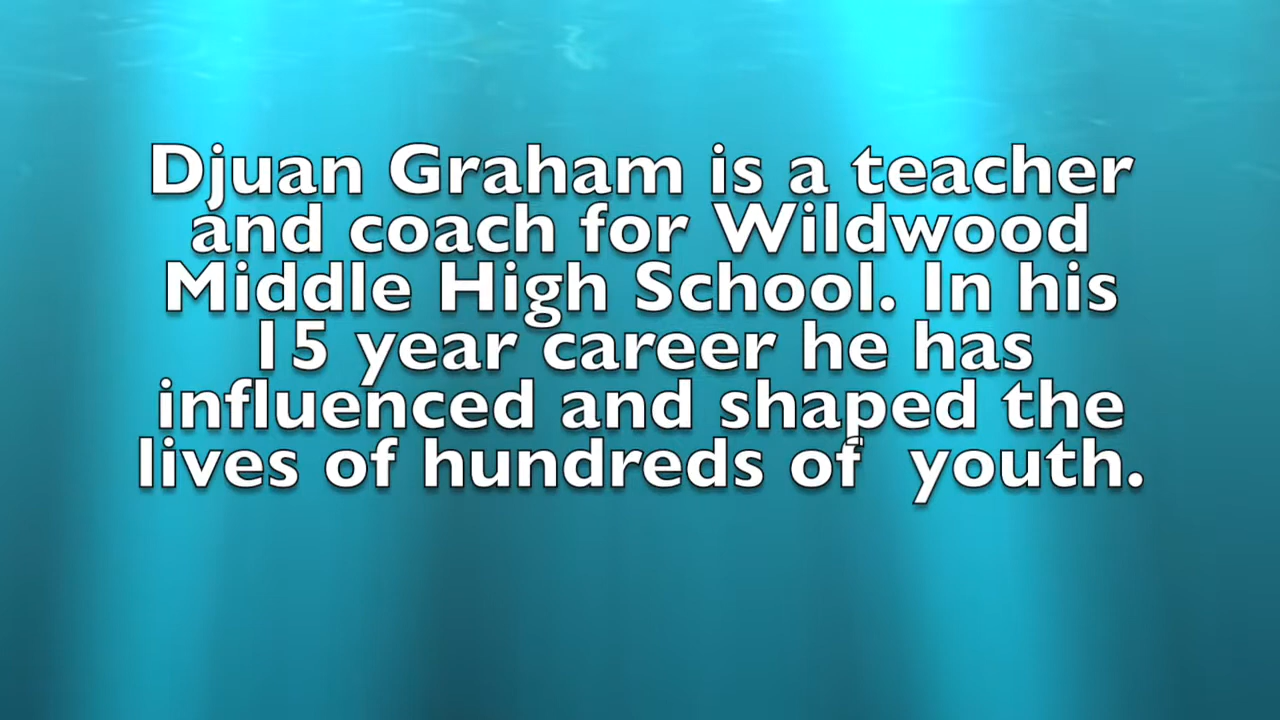 Djuan Graham is a teacher
and coach for Wildwood
Middle High School. In his
15 year career he has
influenced and shaped the
lives of hundreds of  youth.